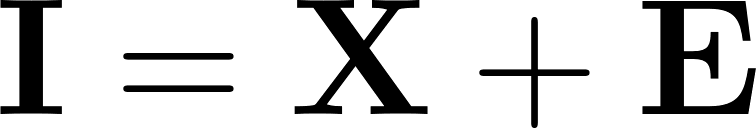 I = X + E